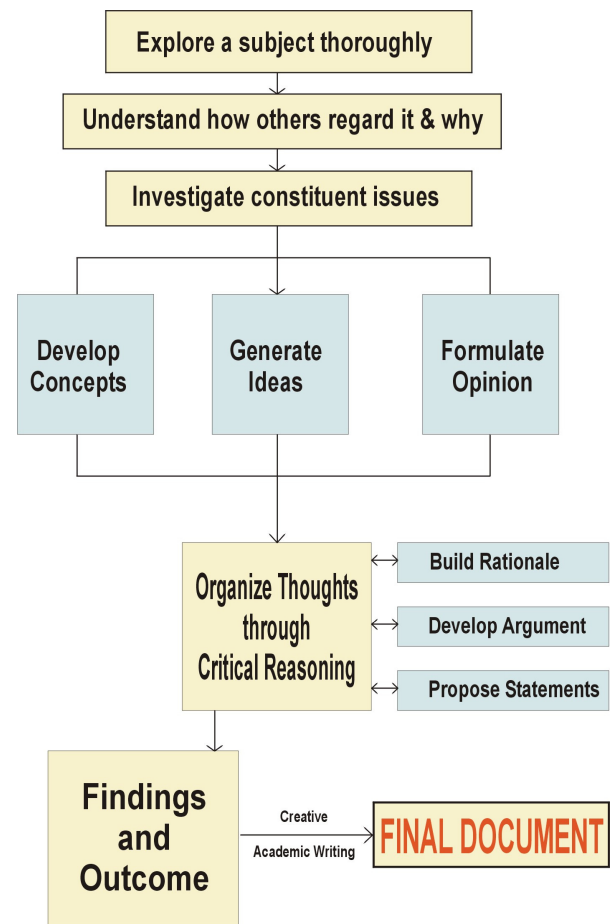 Explore a subject thoroughly
Understand how others regard it & why
Investigate constituent issues
Develop
Concepts
Generate
Ideas
Formulate
Opinion
Organize Thoughts
through
Critical Reasoning
Build Rationale
Develop Argument
Propose Statements
Findings
and
Outcome
Creative
Academic Writing
FINAL DOCUMENT